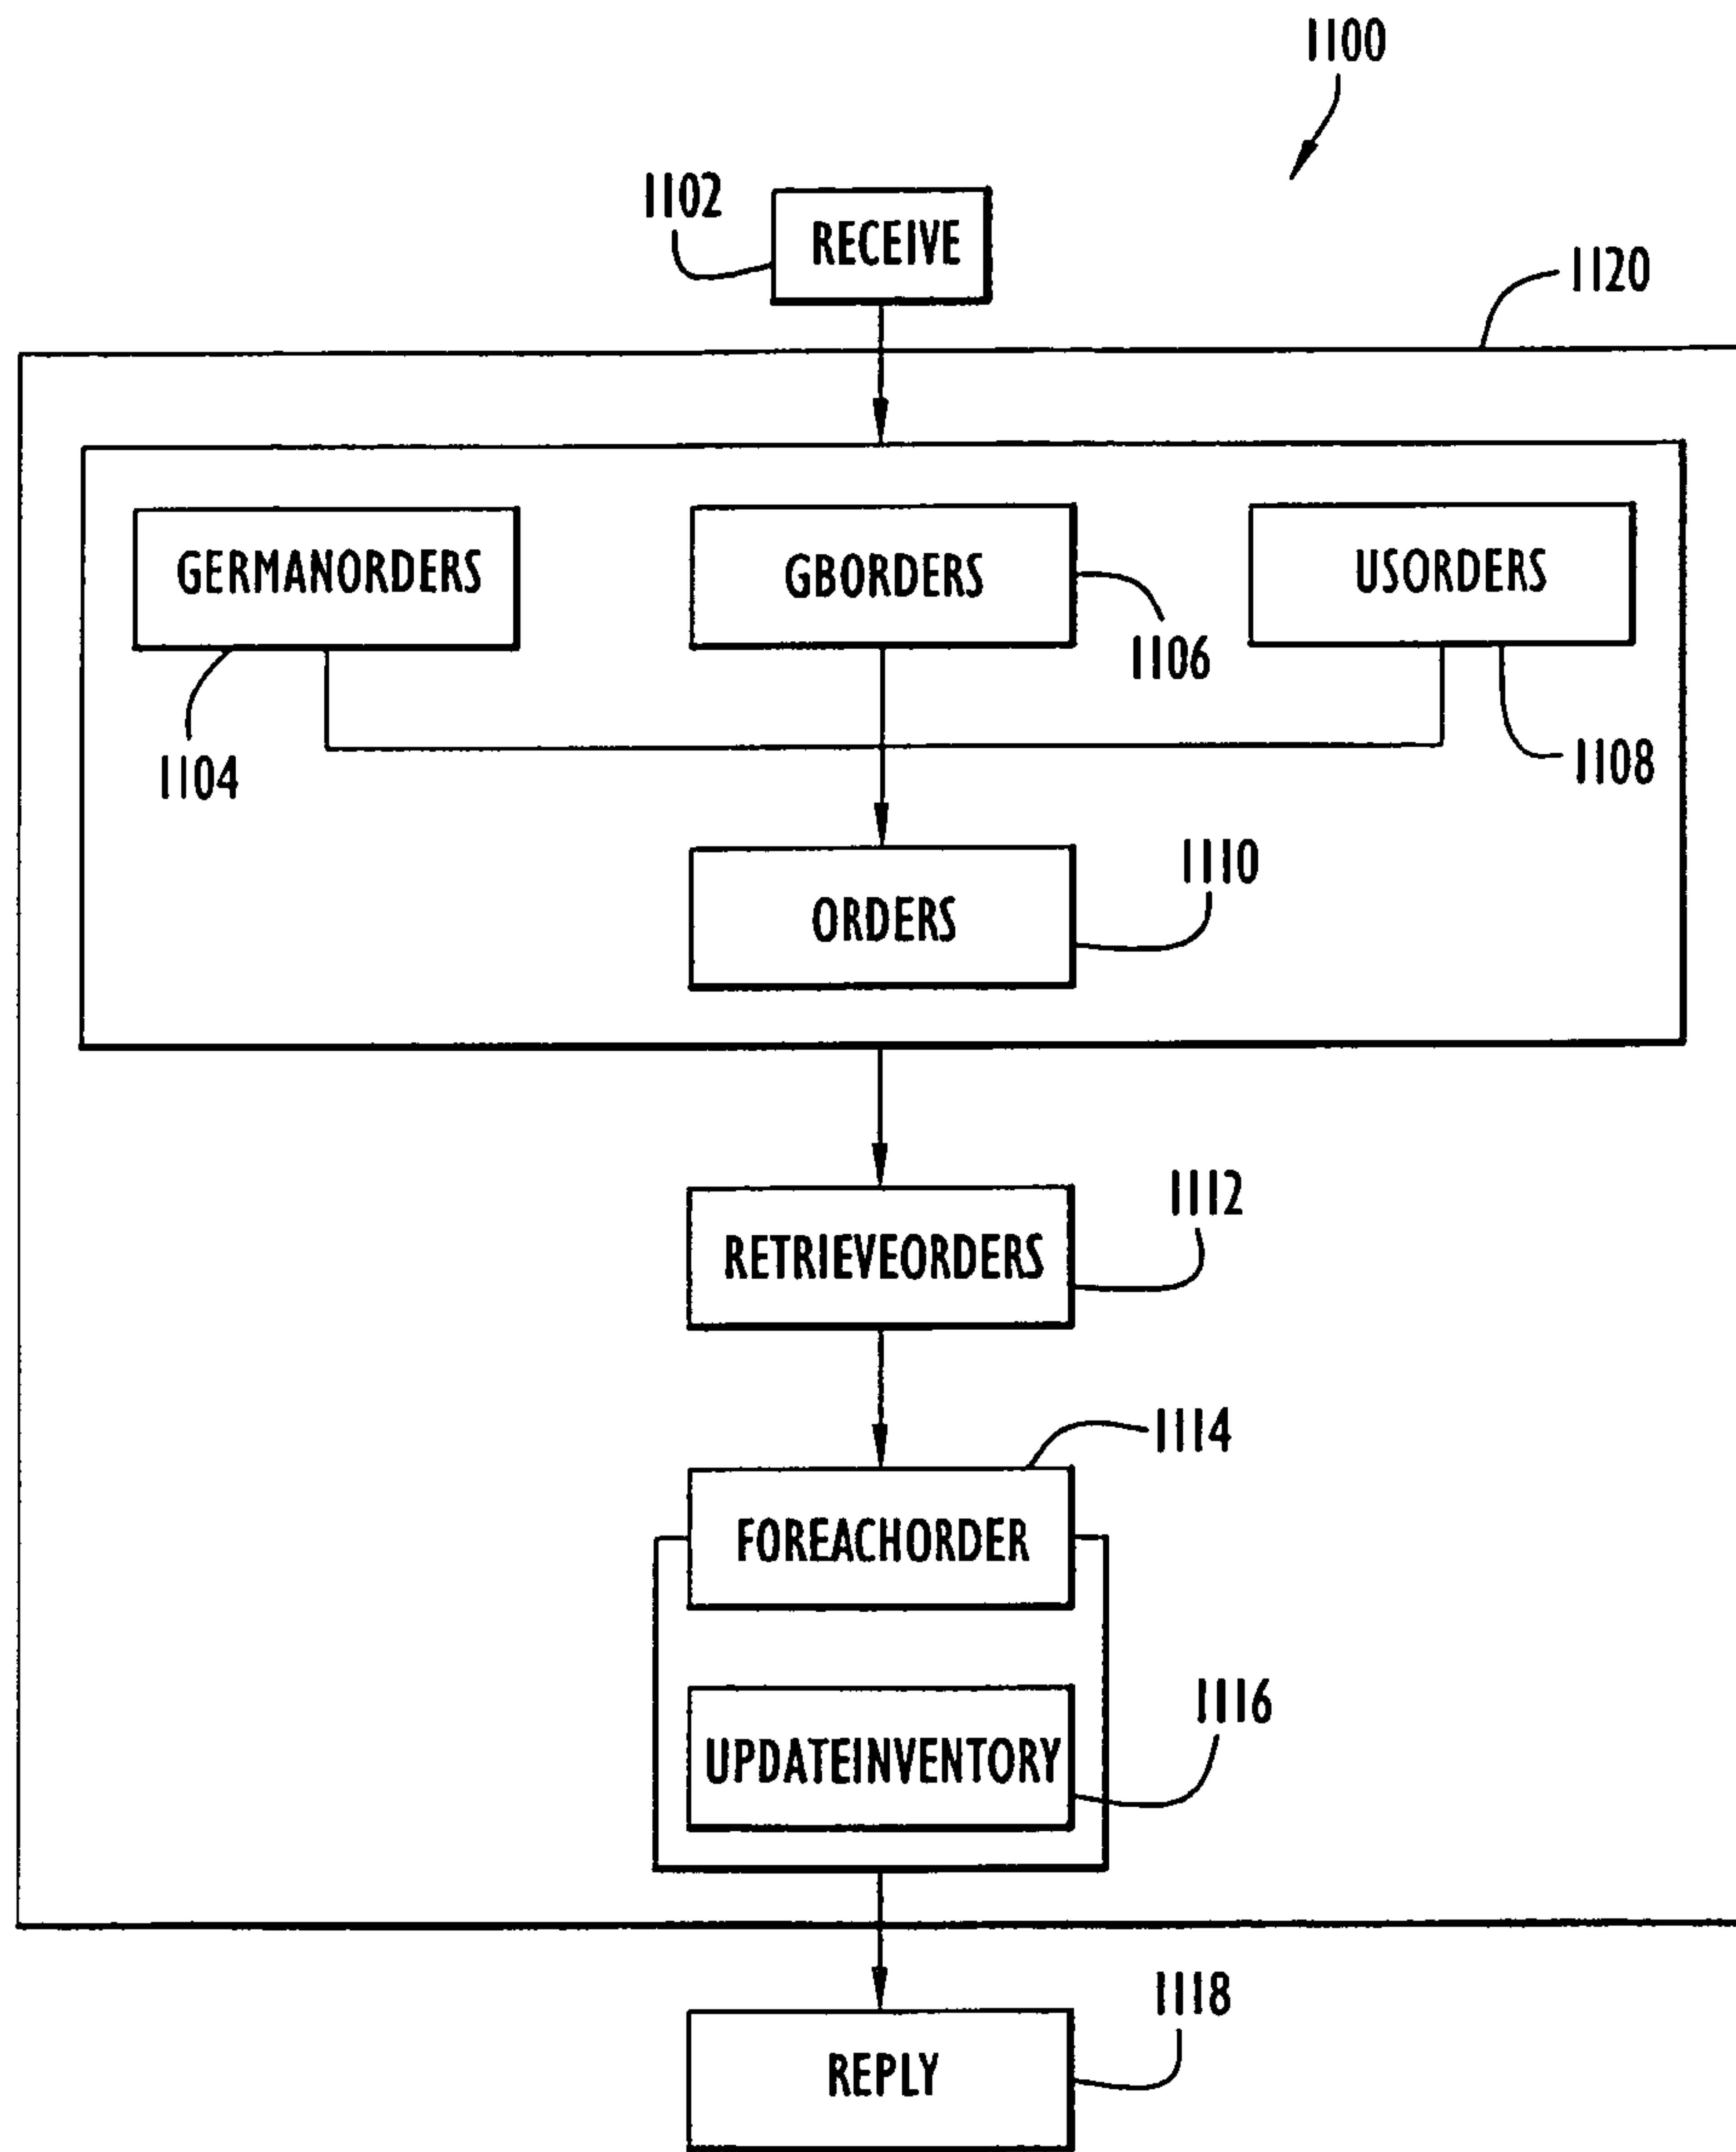 1100
1102
RECEIVE
1120
GERMANORDERS
GBORDERS
USORDERS
1106
1104
1108
1110
ORDERS
1112
RETRIEVEORDERS
1114
FOREACHORDER
1116
UPDATEINVENTORY
1118
REPLY